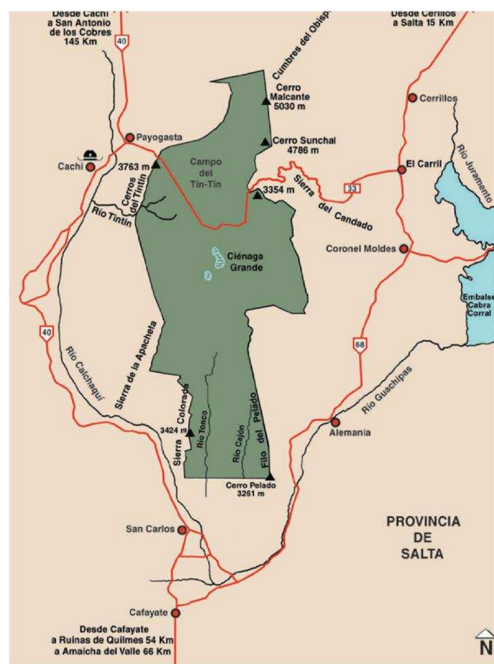 Desde Cachi
a San Antonio
de los Cobres
145 Km
40
Desde Cerillos
a Salta 15 Km
Cumbres del Obispo
Cerro
Malcante
5030 m
Cerrillos
Payogasta
Cerro Sunchal
4786 m
Río Juramento
Cachi
3763 m
Campo
del
Tin-Tin
El Carril
Cerros
del Tintin
3354 m
33
Sierra
del Candado
Río Tintín
Coronel Moldes
Ciénaga
Grande
Embalse
Cabra
Corral
40
68
Río Calchaquí
Sierra de la Apacheta
Río Guachipas
Sierra Colorada
Río Tonco
Río Cajón
Filo del Pelado
3424 m
Alemania
Cerro Pelado
3261 m
San Carlos
PROVINCIA
DE
SALTA
Cafayate
Desde Cafayate
a Ruinas de Quilmes 54 Km
a Amaicha del Valle 66 Km
N